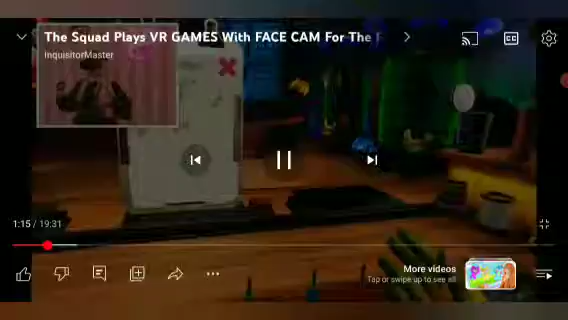 The Squad Plays VR GAMES With FACE CAM For The F
InquisitorMaster
CC
1:15 / 19:31
More videos
Tap or swipe up to see all